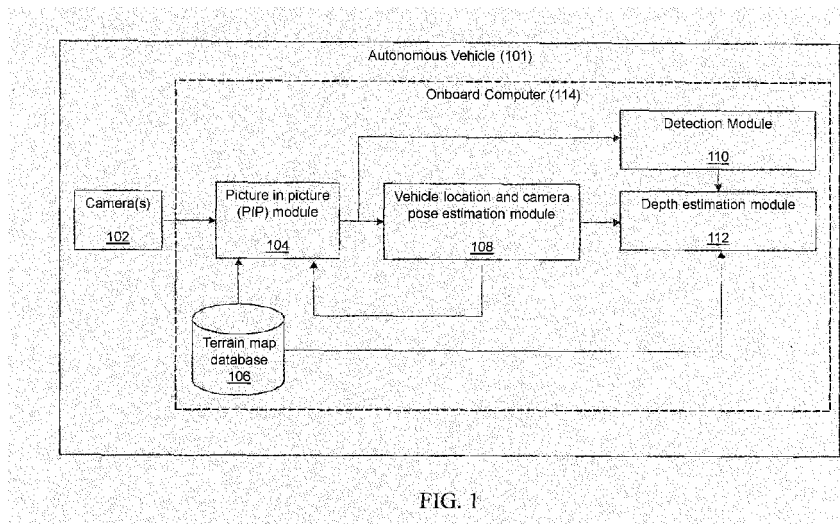 Autonomous Vehicle (101)
Onboard Computer (114)
Detection Module
110
Camera(s)
102
Picture in picture
(PIP) module
104
Vehicle location and camera
pose estimation module
108
Depth estimation module
112
Terrain map
database
106
FIG. 1